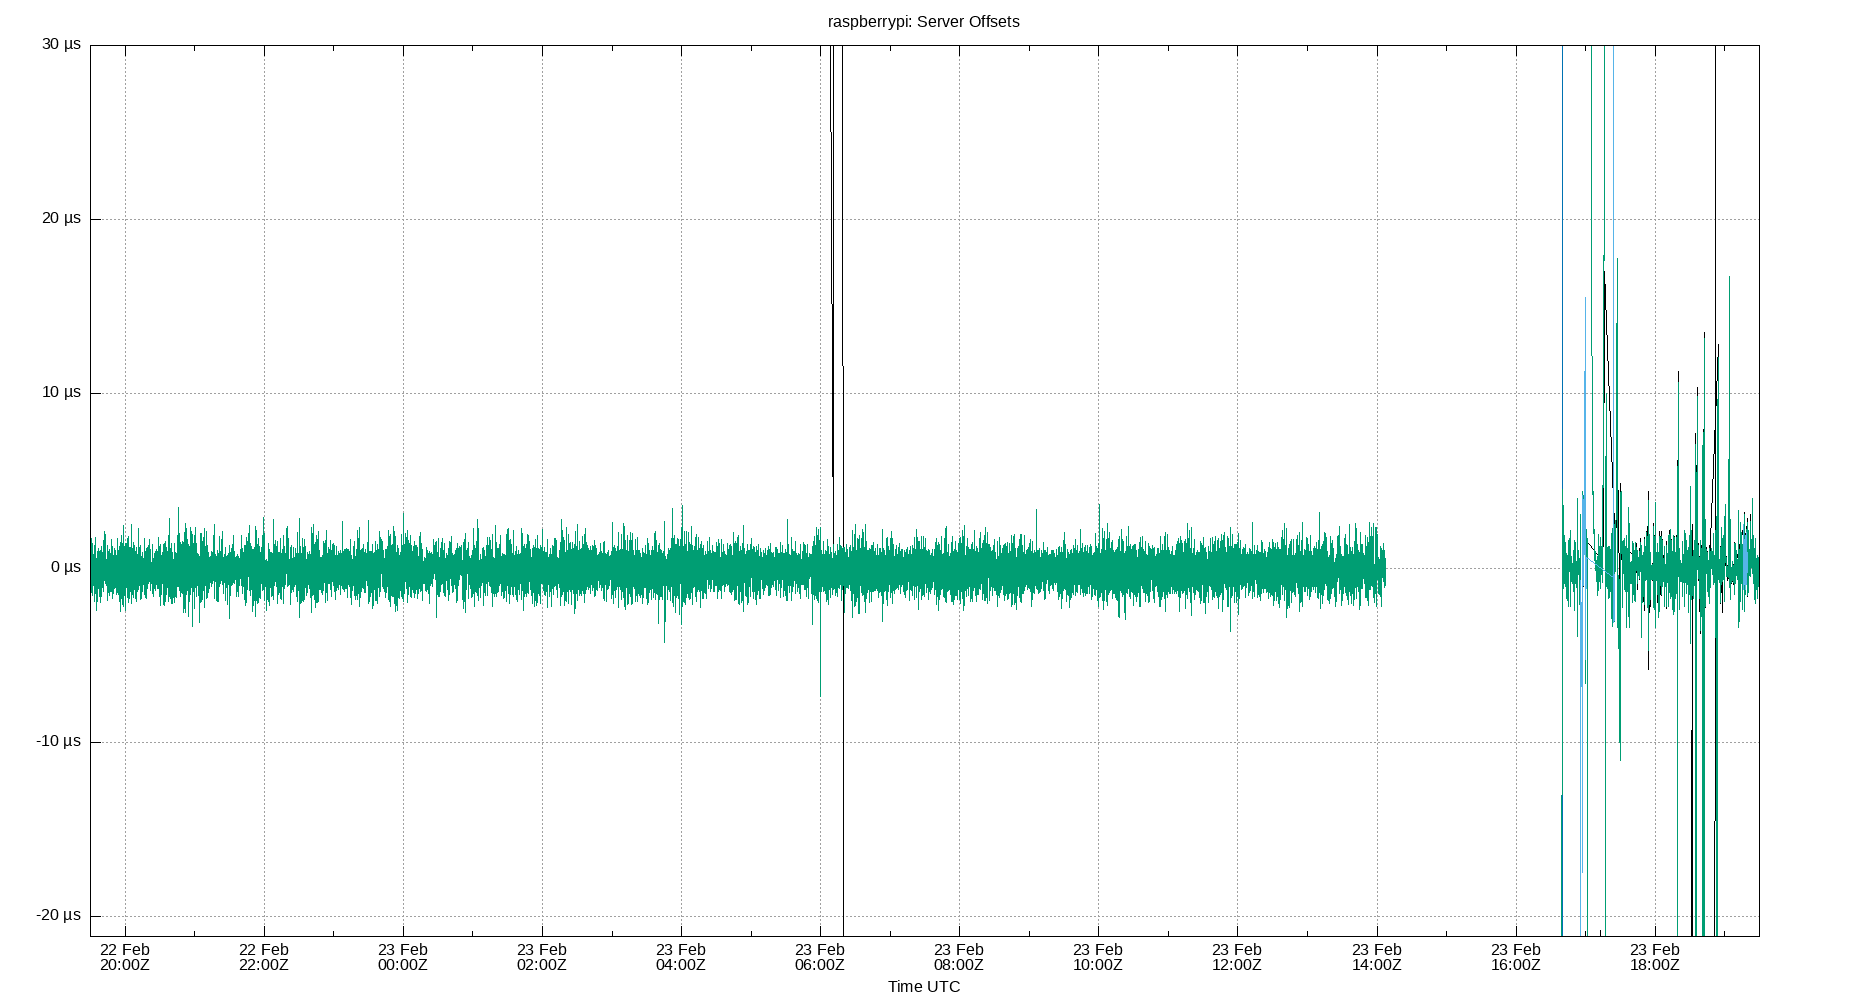 raspberrypi: Server Offsets
30 µs
20 µs
10 µs
0 µs
-10 µs
-20 µs
22 Feb 22 Feb 23 Feb 23 Feb 23 Feb 23 Feb 23 Feb 23 Feb 23 Feb 23 Feb 23 Feb 23 Feb
20:00Z 22:00Z 00:00Z 02:00Z 04:00Z 06:00Z 08:00Z 10:00Z 12:00Z 14:00Z 16:00Z 18:00Z
Time UTC